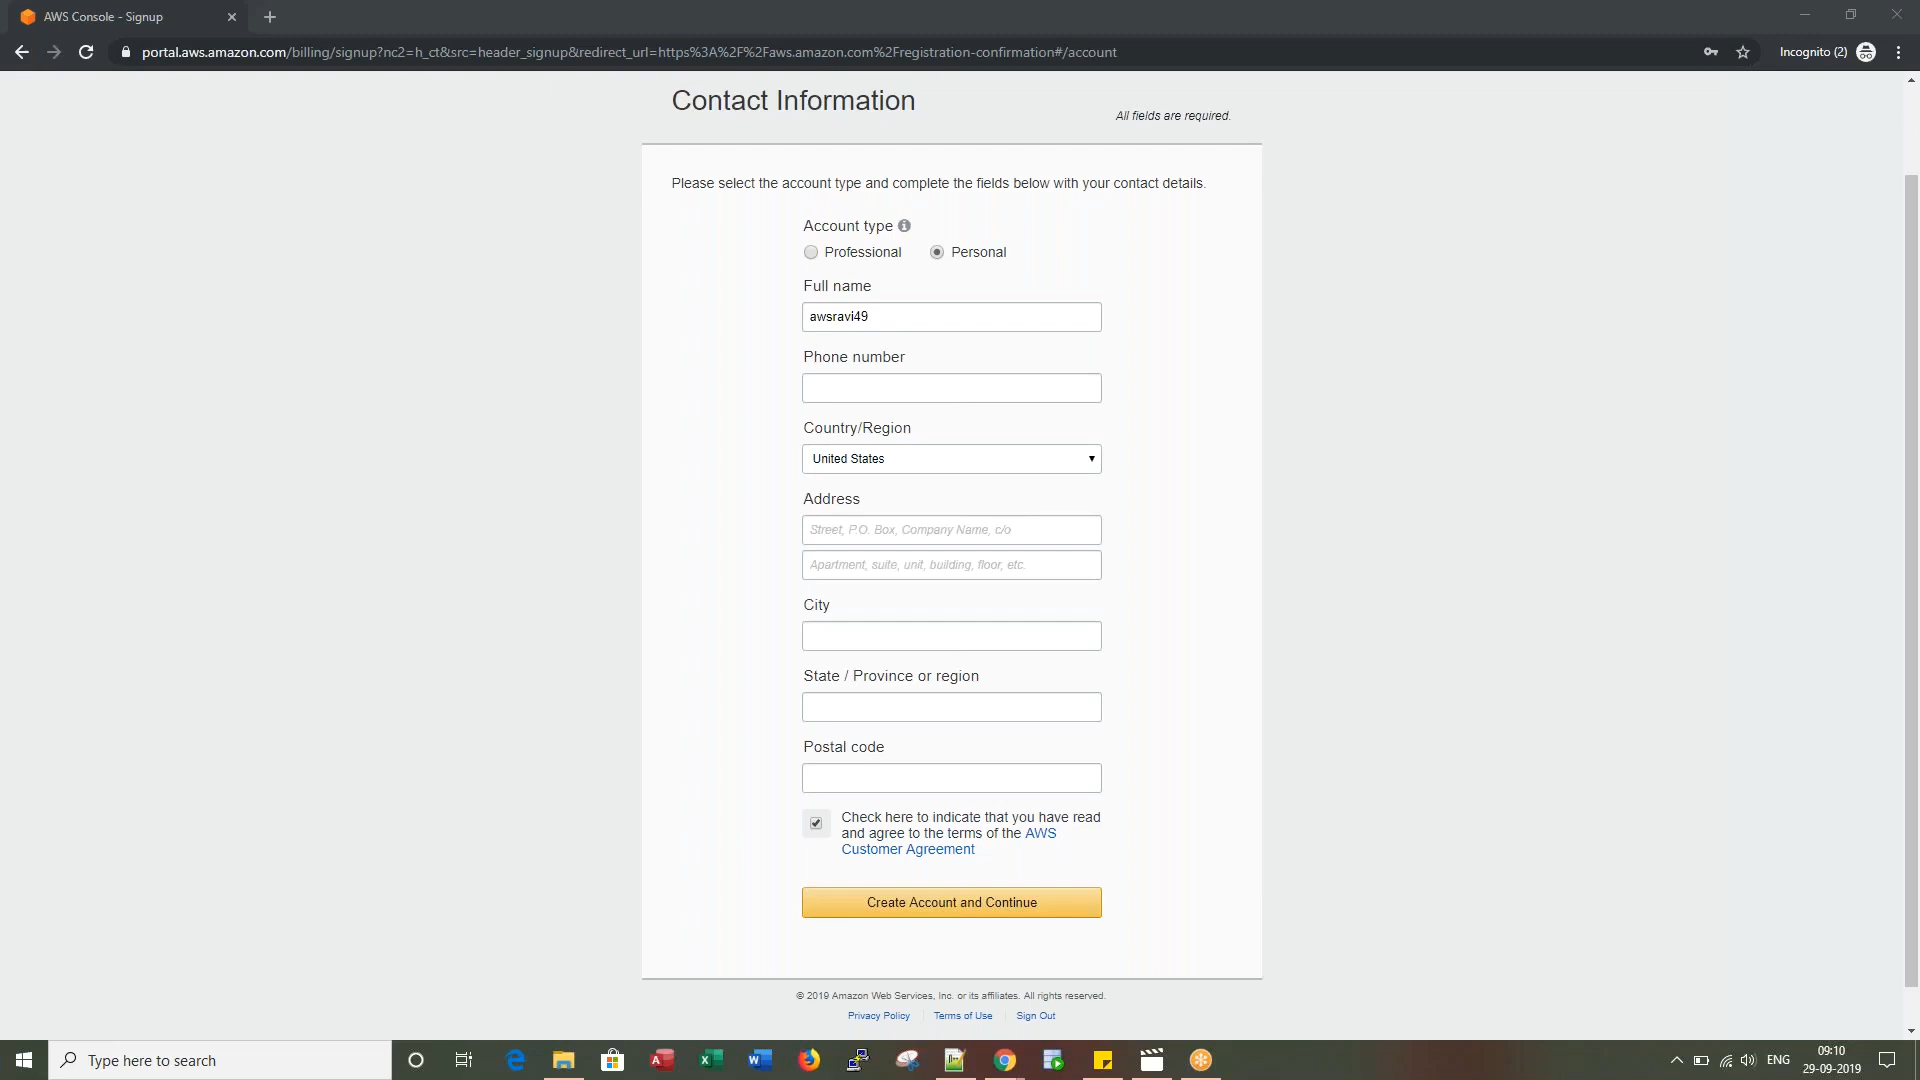 AWS Console - Signup
portal.aws.amazon.com/billing/signup?nc2=h_ct&src=header_signup&redirect_url=https%3A%2F%2Faws.amazon.com%2Fregistration-confirmation#/account
Incognito (2)
Contact Information
All fields are required.
Please select the account type and complete the fields below with your contact details.
Account type
Professional
Personal
Full name
awsravi49
Phone number
Country/Region
United States
Address
Street, P.O. Box, Company Name, c/o
Apartment, suite, unit, building, floor, etc.
City
State / Province or region
Postal code
Check here to indicate that you have read
and agree to the terms of the AWS
Customer Agreement
Create Account and Continue
© 2019 Amazon Web Services, Inc. or its affiliates. All rights reserved.
Privacy Policy
Terms of Use
Sign Out
Type here to search
ENG
09:10
29-09-2019